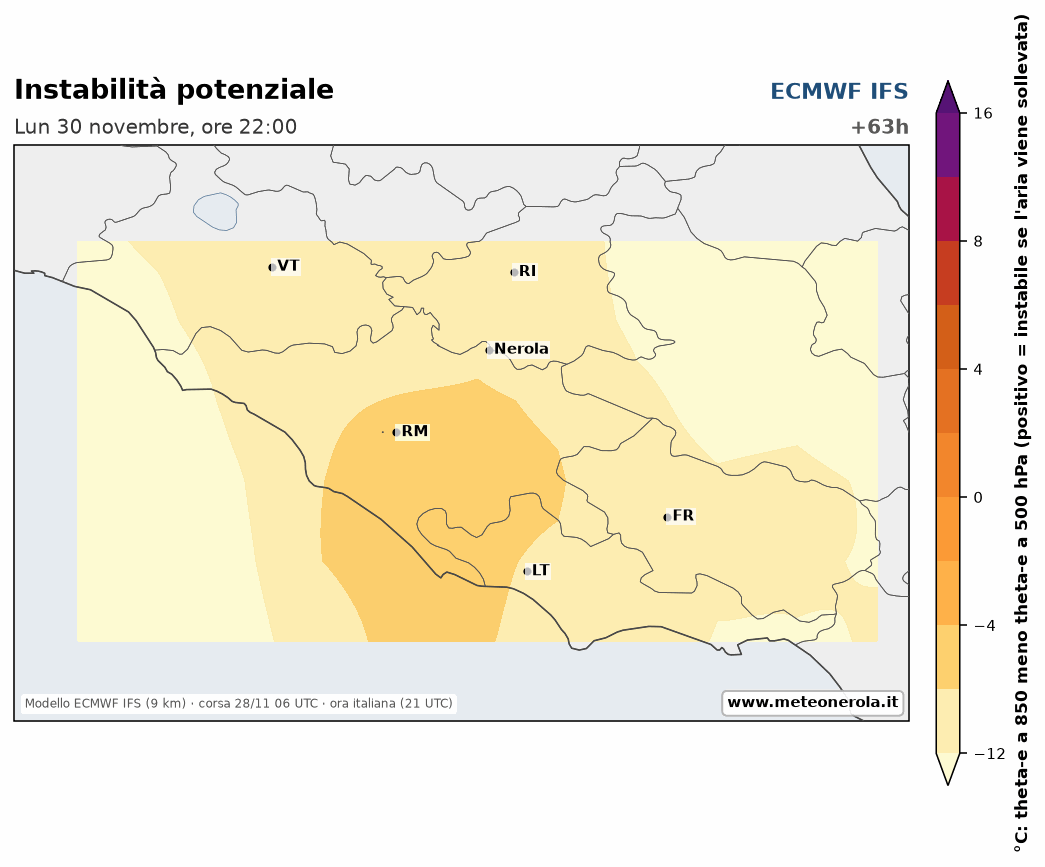 Instabilità potenziale
ECMWF IFS
Lun 30 novembre, ore 22:00
+63h
VT
RI
Nerola
RM
FR
LT
Modello ECMWF IFS (9 km) · corsa 28/11 06 UTC · ora italiana (21 UTC)
www.meteonerola.it
16
8
4
0
−4
−12
°C: theta-e a 850 meno theta-e a 500 hPa (positivo = instabile se l'aria viene sollevata)